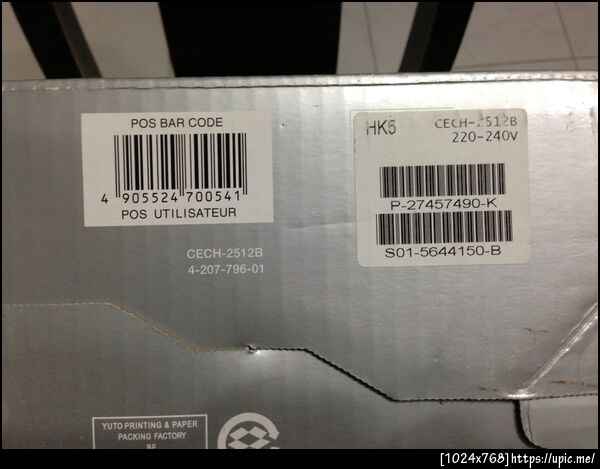 POS BAR CODE
4 905524 700541
POS UTILISATEUR
CECH-2512B
4-207-796-01
HK5 CECH-2512B
220-240V
P-27457490-K
S01-5644150-B
YUTO PRINTING & PAPER
PACKING FACTORY
BE
[1024x768]https://upic.me/